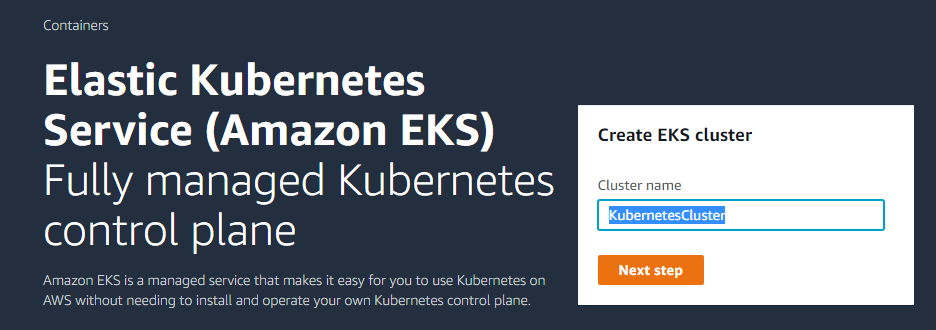 Containers
Elastic Kubernetes
Service (Amazon EKS)
Fully managed Kubernetes
control plane
Amazon EKS is a managed service that makes it easy for you to use Kubernetes on
AWS without needing to install and operate your own Kubernetes control plane.
Create EKS cluster
Cluster name
KubernetesCluster
Next step